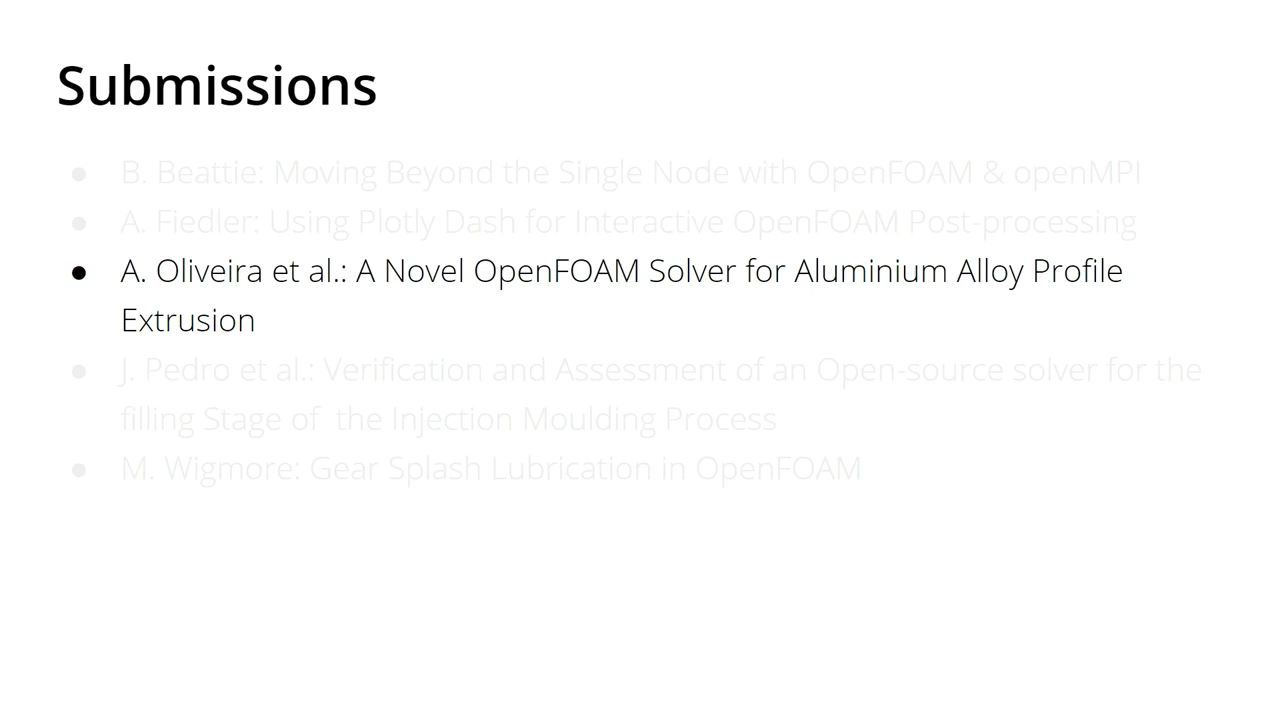 Submissions
● B. Beattie: Moving Beyond the Single Node with OpenFOAM & openMPI
● A. Fiedler: Using Plotly Dash for Interactive OpenFOAM Post-processing
● A. Oliveira et al.: A Novel OpenFOAM Solver for Aluminium Alloy Profile
Extrusion
● J. Pedro et al.: Verification and Assessment of an Open-source solver for the
filling Stage of  the Injection Moulding Process
● M. Wigmore: Gear Splash Lubrication in OpenFOAM